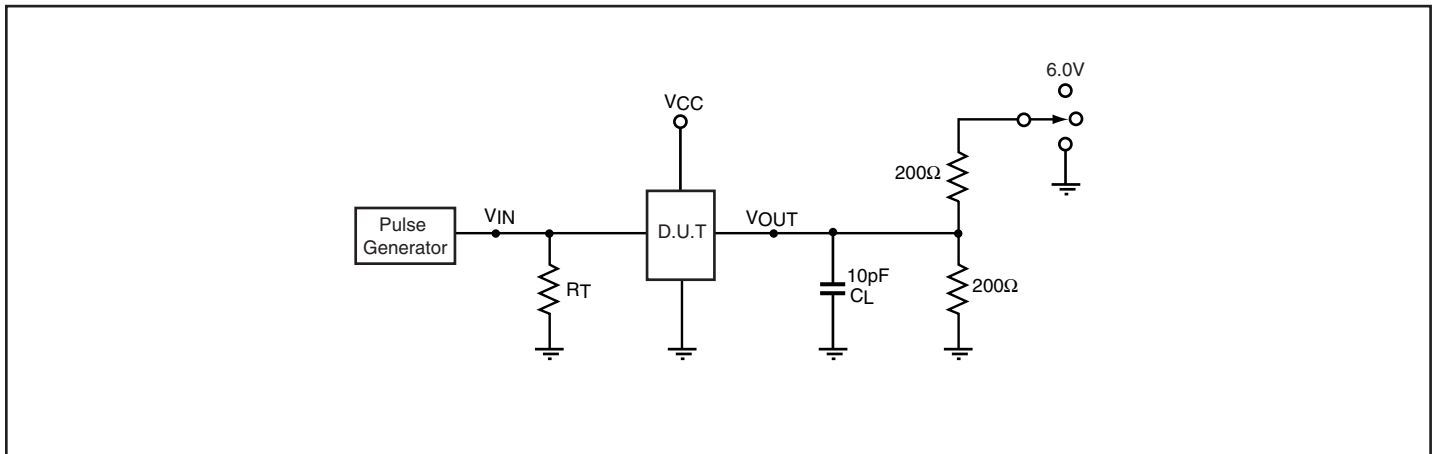 6.0V
VCC
200Ω
Pulse
Generator
VIN
D.U.T
VOUT
RT
10pF
CL
200Ω